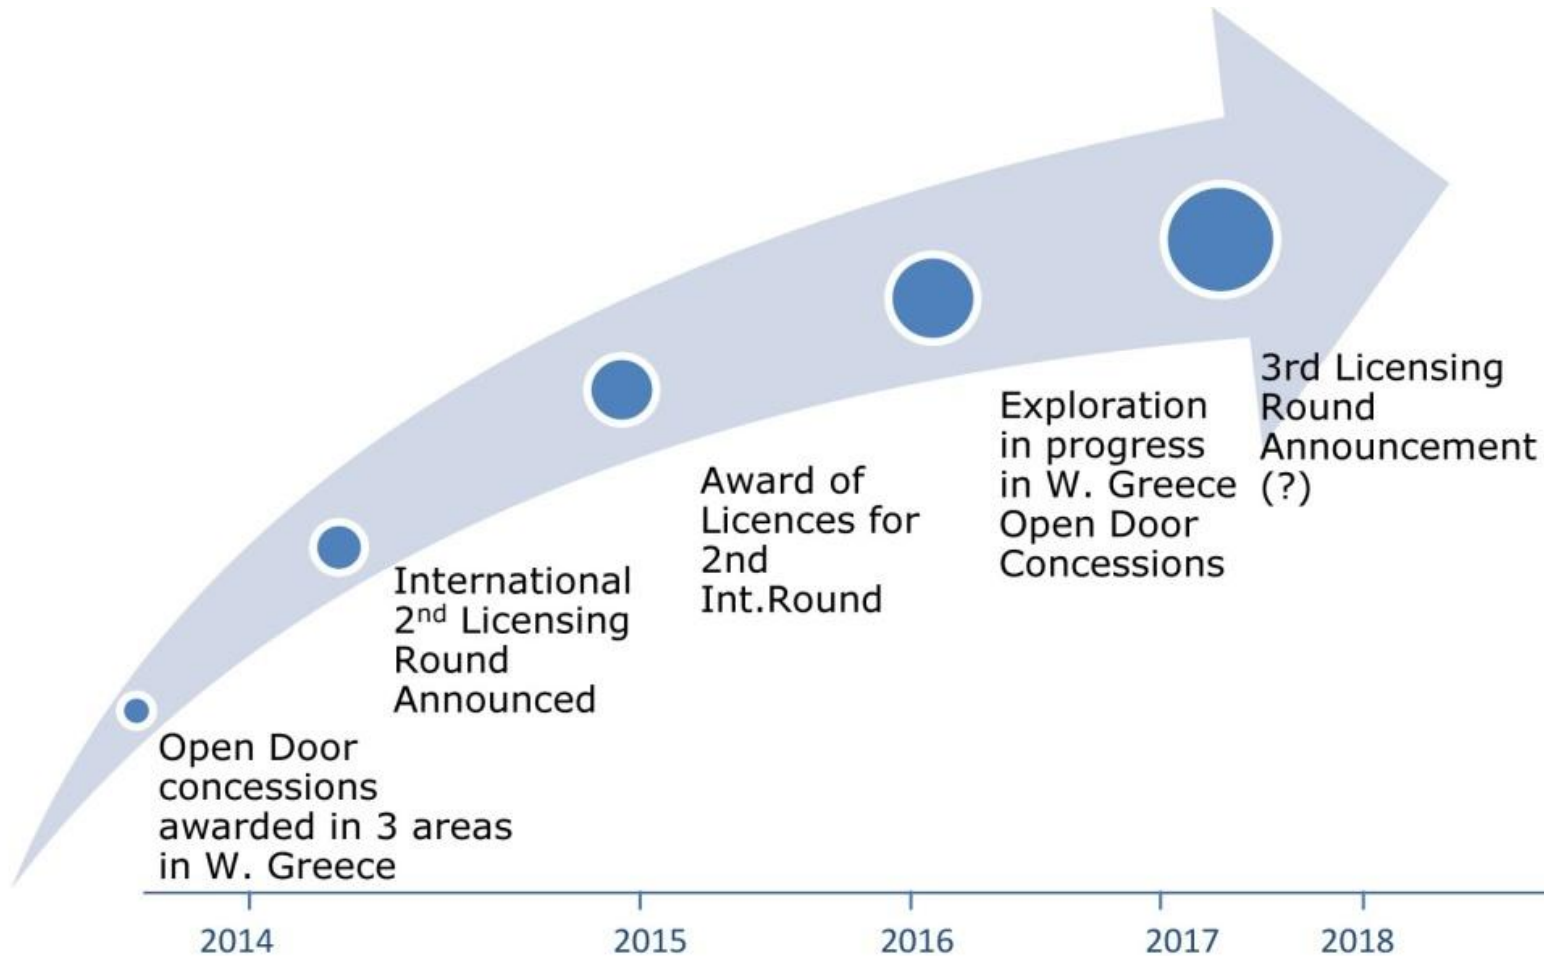 Open Door
concessions
awarded in 3 areas
in W. Greece
International
2nd Licensing
Round
Announced
Award of
Licences for
2nd
Int.Round
Exploration
in progress
in W. Greece
Open Door
Concessions
3rd Licensing
Round
Announcement
(?)
2014
2015
2016
2017
2018